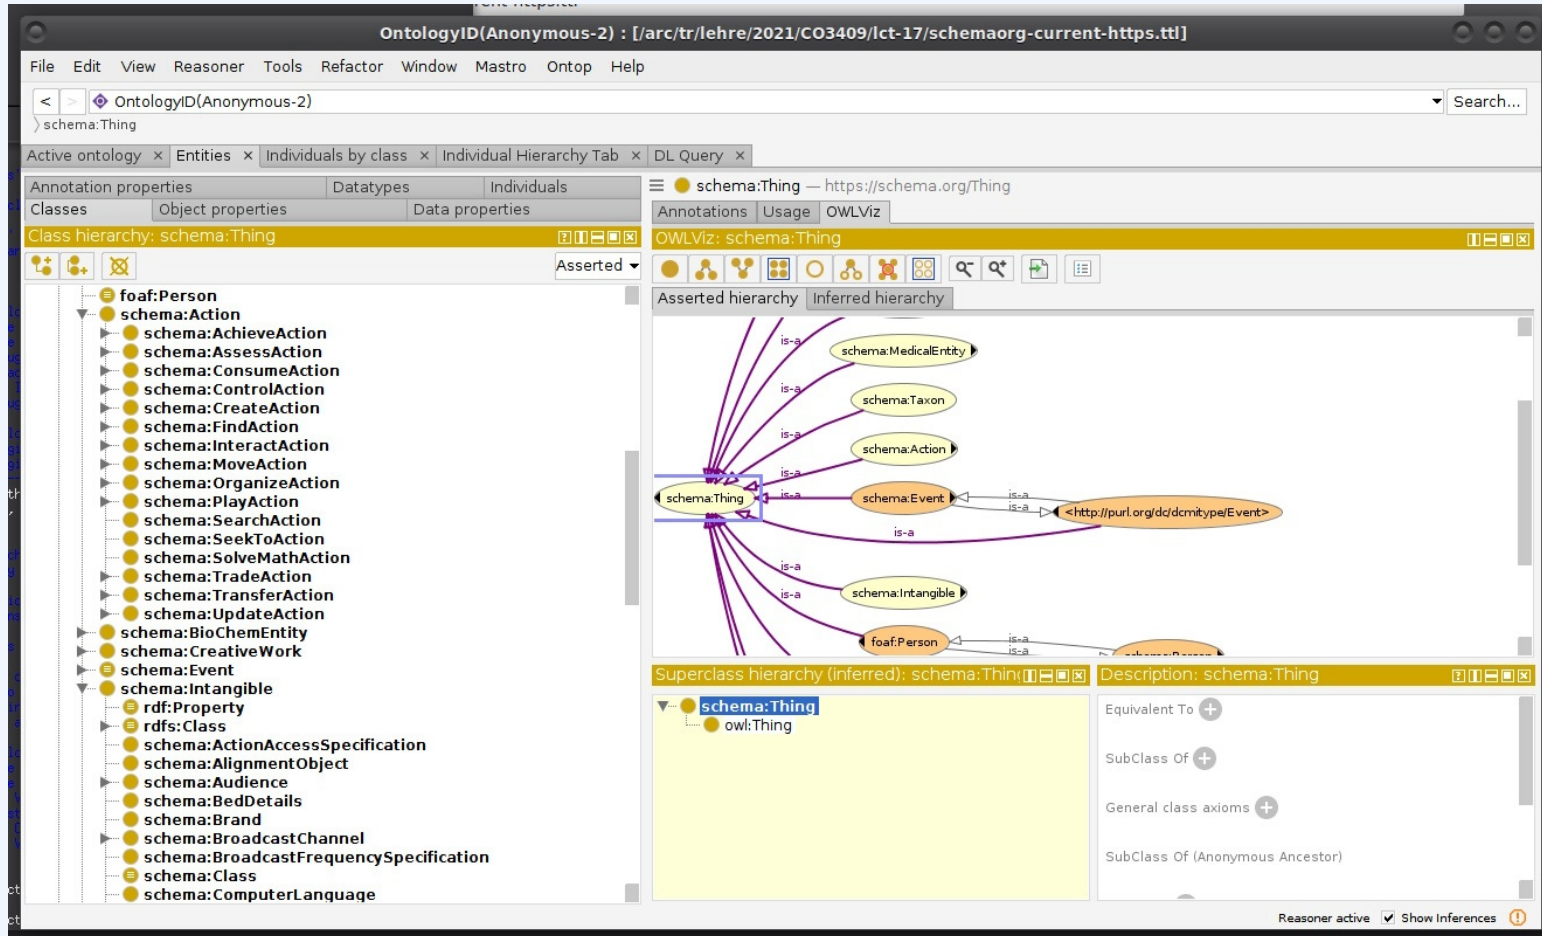 OntologyID(Anonymous-2) : [/arc/tr/lehre/2021/CO3409/lct-17/schemaorg-current-https.ttl]
File Edit View Reasoner Tools Refactor Window Mastro Ontop Help
< > OntologyID(Anonymous-2) Search...
schema:Thing
Active ontology × Entities × Individuals by class × Individual Hierarchy Tab × DL Query ×
Annotation properties Datatypes Individuals
Classes Object properties Data properties
Class hierarchy: schema:Thing
Asserted
foaf:Person
schema:Action
schema:AchieveAction
schema:AssessAction
schema:ConsumeAction
schema:ControlAction
schema:CreateAction
schema:FindAction
schema:InteractAction
schema:MoveAction
schema:OrganizeAction
schema:PlayAction
schema:SearchAction
schema:SeekToAction
schema:SolveMathAction
schema:TradeAction
schema:TransferAction
schema:UpdateAction
schema:BioChemEntity
schema:CreativeWork
schema:Event
schema:Intangible
rdf:Property
rdfs:Class
schema:ActionAccessSpecification
schema:AlignmentObject
schema:Audience
schema:BedDetails
schema:Brand
schema:BroadcastChannel
schema:BroadcastFrequencySpecification
schema:Class
schema:ComputerLanguage
schema:Thing — https://schema.org/Thing
Annotations Usage OWLViz
OWLViz: schema:Thing
Asserted hierarchy Inferred hierarchy
is-a
schema:MedicalEntity
is-a
schema:Taxon
is-a
schema:Action
is-a
schema:Thing
is-a
schema:Event
is-a
is-a
<http://purl.org/dc/dcmitype/Event>
is-a
is-a
schema:Intangible
is-a
foaf:Person
is-a
is-a
Superclass hierarchy (inferred): schema:Thing
schema:Thing
owl:Thing
Description: schema:Thing
Equivalent To
SubClass Of
General class axioms
SubClass Of (Anonymous Ancestor)
Reasoner active Show Inferences